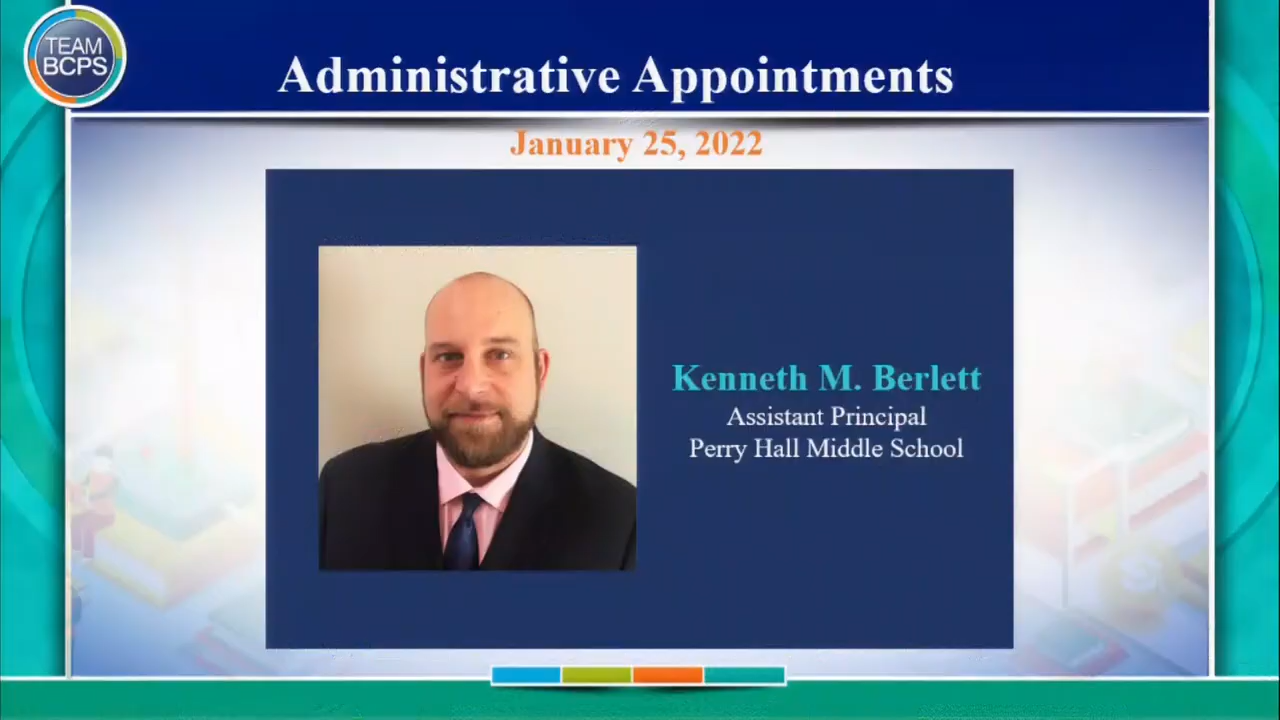 TEAM
BCPS
Administrative Appointments
January 25, 2022
Kenneth M. Berlett
Assistant Principal
Perry Hall Middle School